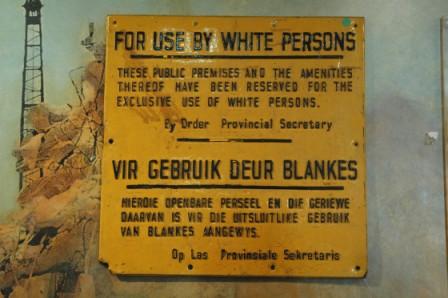 FOR USE BY WHITE PERSONS
THESE PUBLIC PREMISES AND THE AMENITIES
THEREOF HAVE BEEN RESERVED FOR THE
EXCLUSIVE USE OF WHITE PERSONS.
By Order Provincial Secretary
VIR GEBRUIK DEUR BLANKES
HIERDIE OPENBARE PERSEEL EN DIE GERIEWE
DAARVAN IS VIR DIE UITSLUITLIKE GEBRUIK
VAN BLANKES AANGEWYS.
Op Las Provinsiale Sekretaris